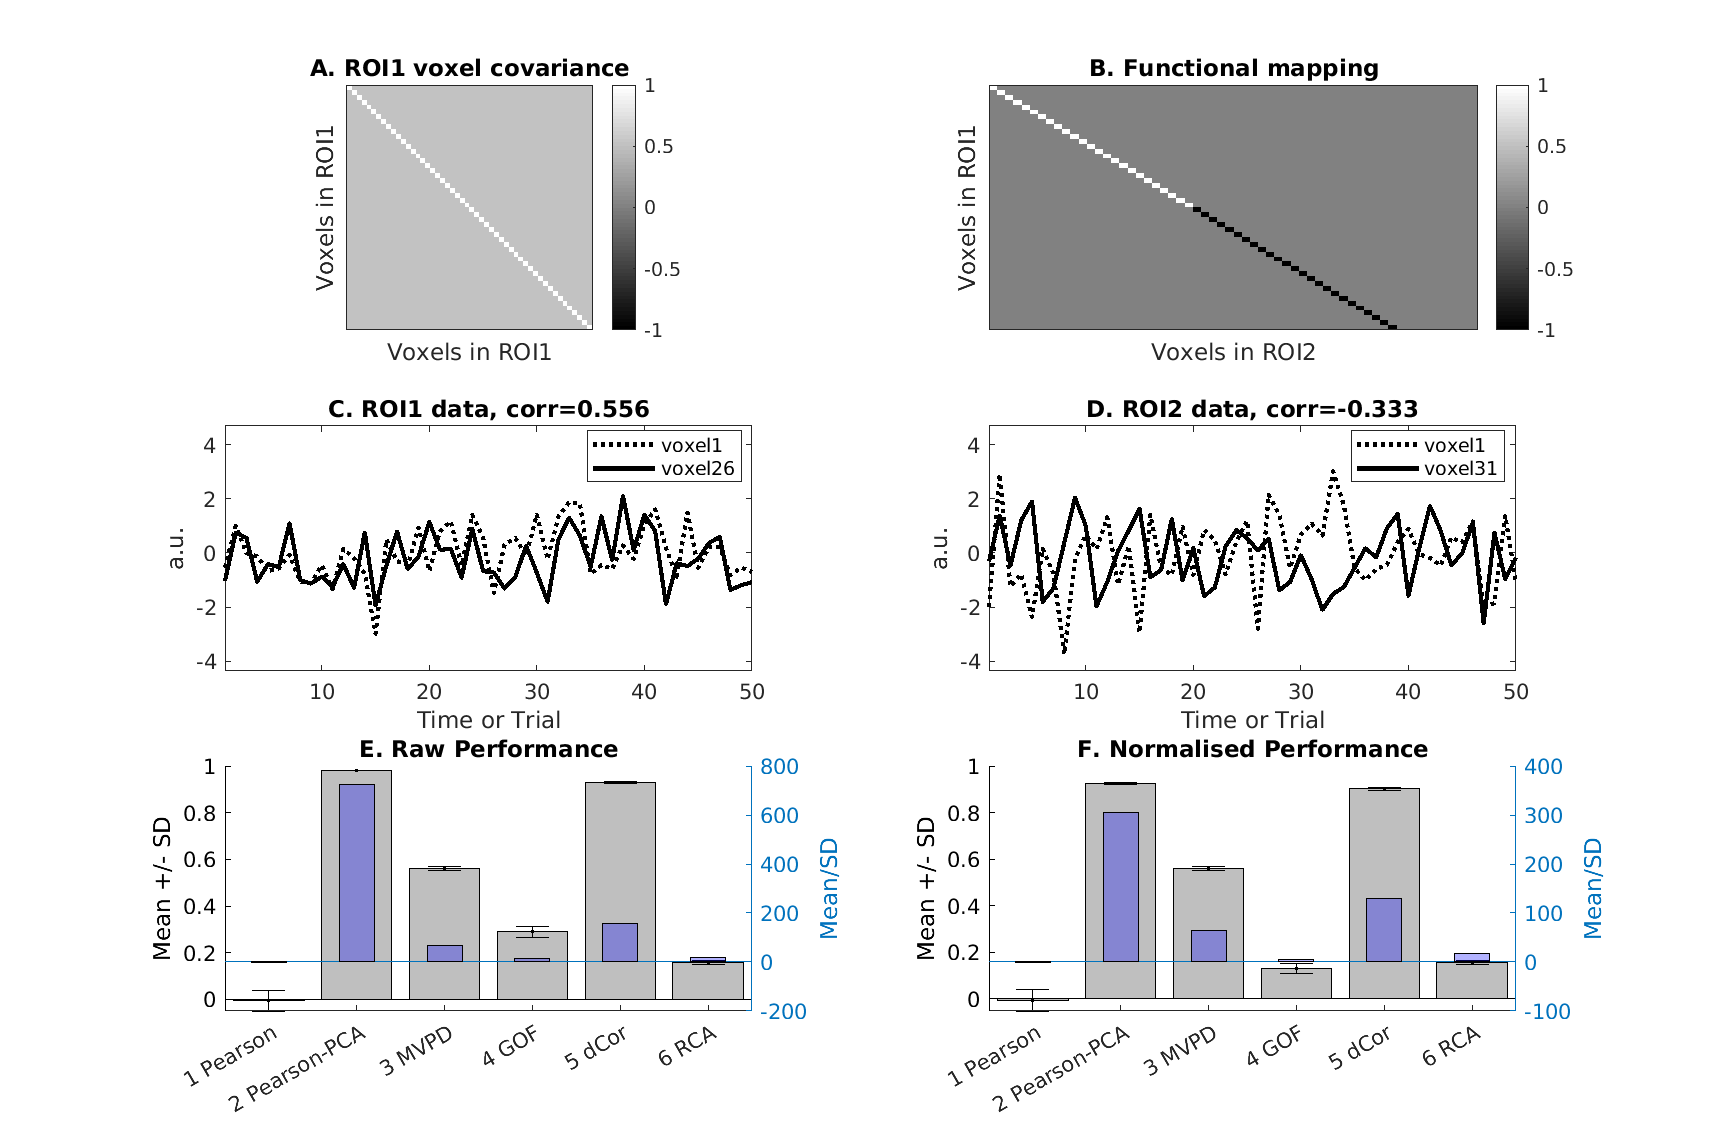 A. ROI1 voxel covariance
Voxels in ROI1
1
0.5
0
-0.5
-1
Voxels in ROI1
B. Functional mapping
Voxels in ROI1
1
0.5
0
-0.5
-1
Voxels in ROI2
C. ROI1 data, corr=0.556
a.u.
4
2
0
-2
-4
voxel1
voxel26
10 20 30 40 50
Time or Trial
D. ROI2 data, corr=-0.333
a.u.
4
2
0
-2
-4
voxel1
voxel31
10 20 30 40 50
Time or Trial
E. Raw Performance
Mean +/- SD
1
0.8
0.6
0.4
0.2
0
800
600
400
200
0
-200
Mean/SD
1 Pearson
2 Pearson-PCA
3 MVPD
4 GOF
5 dCor
6 RCA
F. Normalised Performance
Mean +/- SD
1
0.8
0.6
0.4
0.2
0
400
300
200
100
0
-100
Mean/SD
1 Pearson
2 Pearson-PCA
3 MVPD
4 GOF
5 dCor
6 RCA